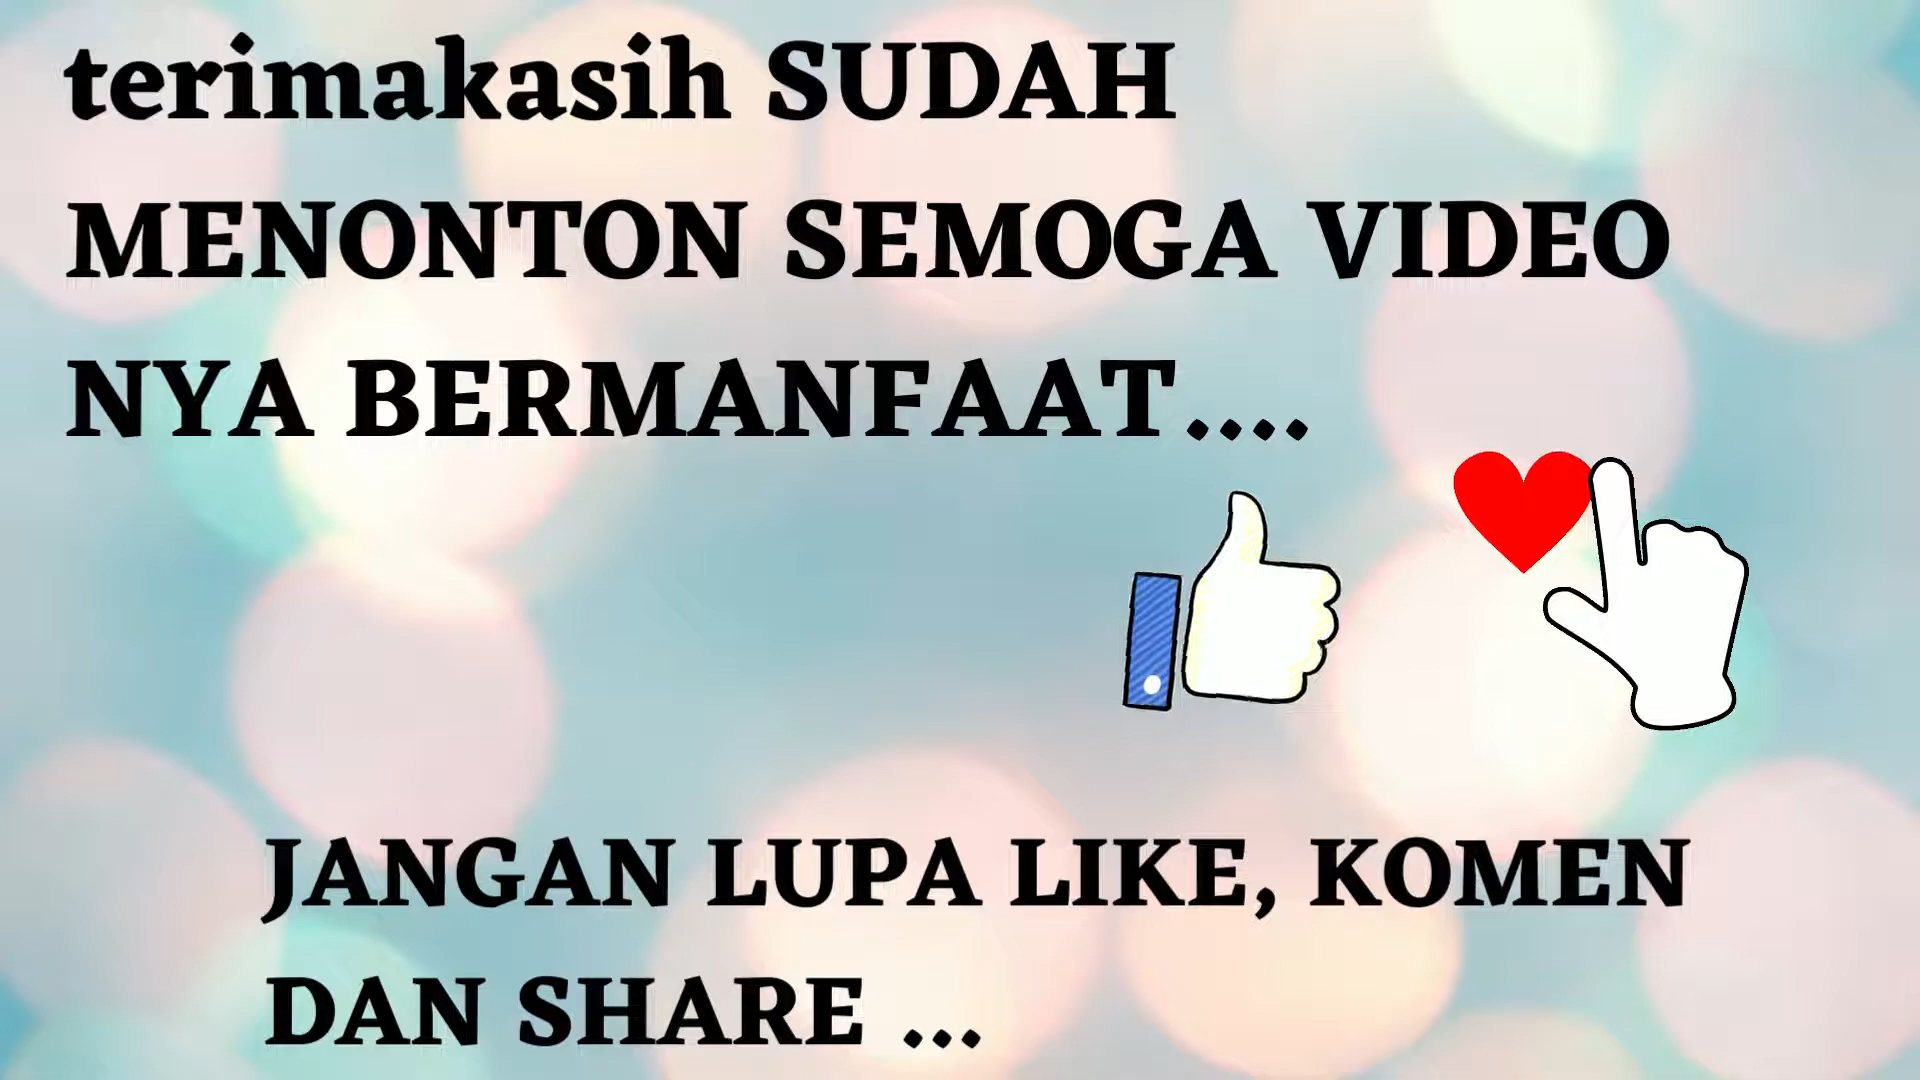 terimakasih SUDAH
MENONTON SEMOGA VIDEO
NYA BERMANFAAT....
JANGAN LUPA LIKE, KOMEN
DAN SHARE ...